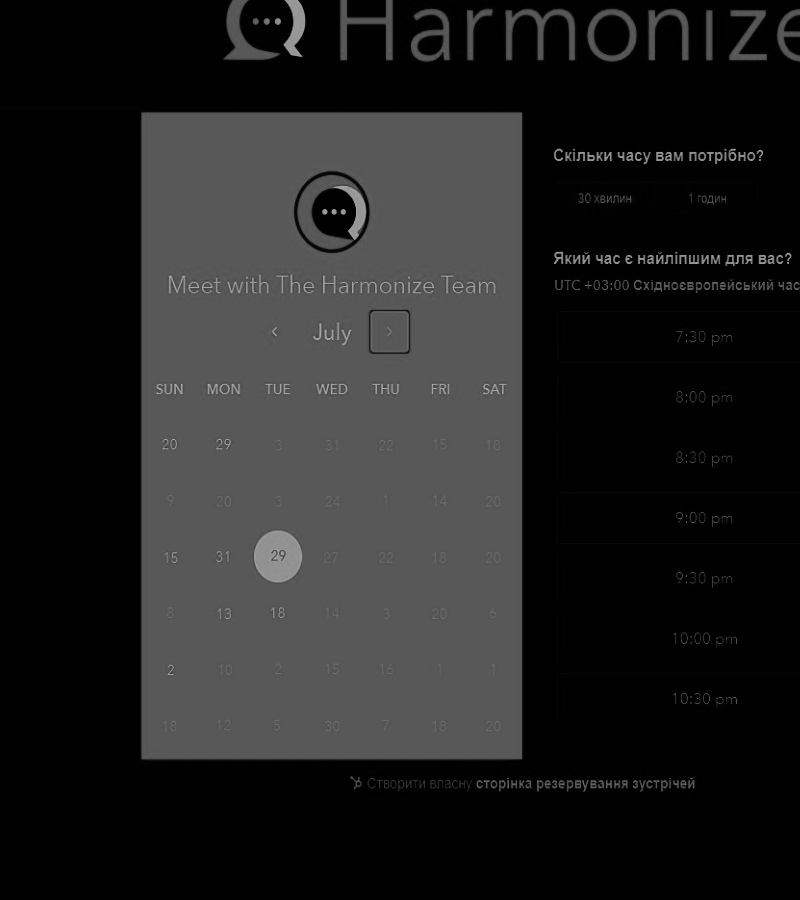 Harmonize
Meet with The Harmonize Team
July
SUN MON TUE WED THU FRI SAT
20 29 3 31 22 15 18
9 20 3 24 1 14 20
15 31 29 27 22 18 20
8 13 18 14 3 20 6
2 10 2 15 16 1 1
18 12 5 30 7 18 20
Скільки часу вам потрібно?
30 хвилин 1 годин
Який час є найліпшим для вас?
UTC +03:00 Східноєвропейський час
7:30 pm
8:00 pm
8:30 pm
9:00 pm
9:30 pm
10:00 pm
10:30 pm
Створити власну сторінка резервування зустрічей